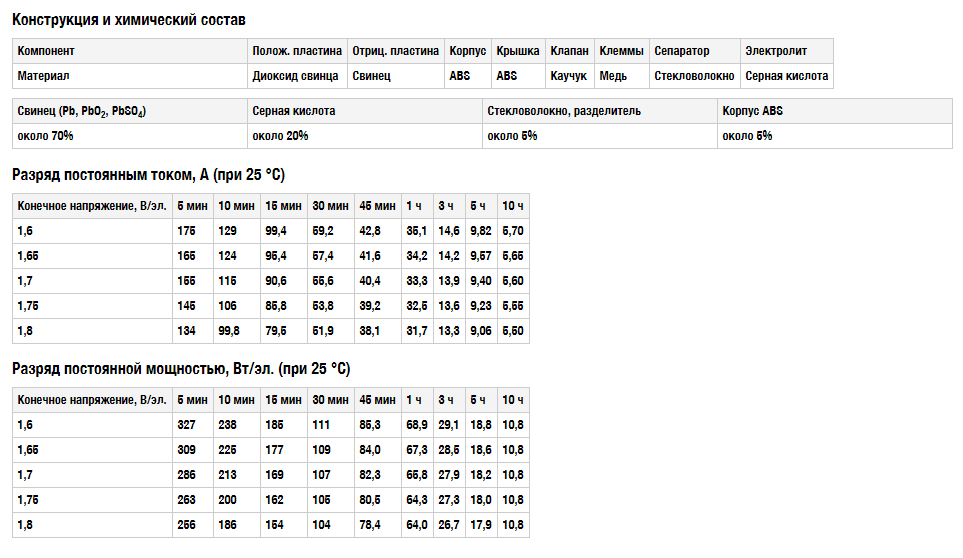 Конструкция и химический состав
Компонент Полож. пластина Отриц. пластина Корпус Крышка Клапан Клеммы Сепаратор Электролит
Материал Диоксид свинца Свинец ABS ABS Каучук Медь Стекловолокно Серная кислота
Свинец (Pb, PbO₂, PbSO₄) Серная кислота Стекловолокно, разделитель Корпус ABS
около 70% около 20% около 5% около 5%
Разряд постоянным током, А (при 25 °C)
Конечное напряжение, В/эл. 5 мин 10 мин 15 мин 30 мин 45 мин 1 ч 3 ч 5 ч 10 ч
1,6 175 129 99,4 59,2 42,8 35,1 14,6 9,82 5,70
1,65 165 124 95,4 57,4 41,6 34,2 14,2 9,57 5,65
1,7 155 115 90,6 55,6 40,4 33,3 13,9 9,40 5,60
1,75 145 106 85,8 53,8 39,2 32,5 13,6 9,23 5,55
1,8 134 99,8 79,5 51,9 38,1 31,7 13,3 9,06 5,50
Разряд постоянной мощностью, Вт/эл. (при 25 °C)
Конечное напряжение, В/эл. 5 мин 10 мин 15 мин 30 мин 45 мин 1 ч 3 ч 5 ч 10 ч
1,6 327 238 185 111 85,3 68,9 29,1 18,8 10,8
1,65 309 225 177 109 84,0 67,3 28,5 18,6 10,8
1,7 286 213 169 107 82,3 65,8 27,9 18,2 10,8
1,75 263 200 162 105 80,5 64,3 27,3 18,0 10,8
1,8 256 186 154 104 78,4 64,0 26,7 17,9 10,8